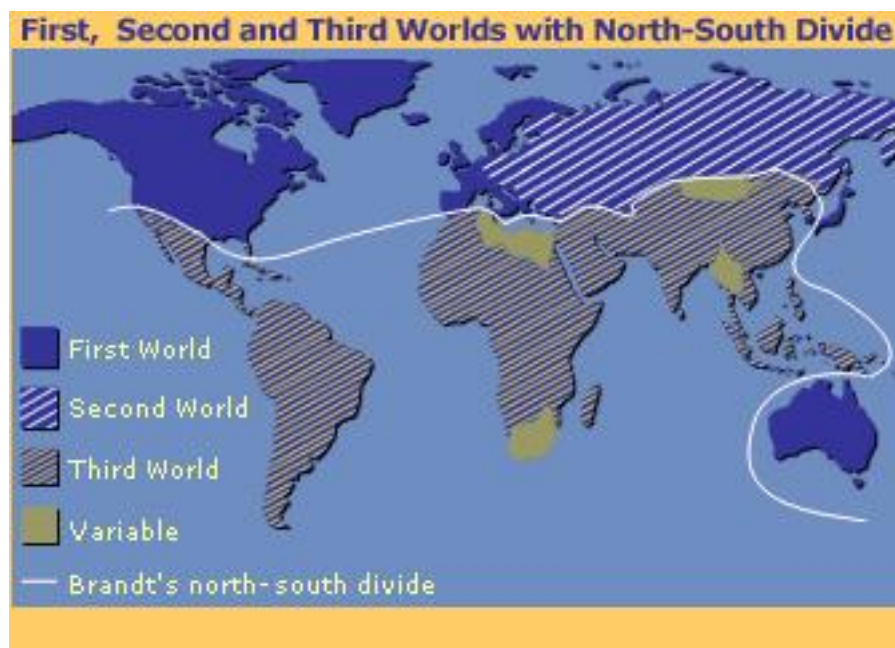 First, Second and Third Worlds with North-South Divide
First World
Second World
Third World
Variable
Brandt's north-south divide